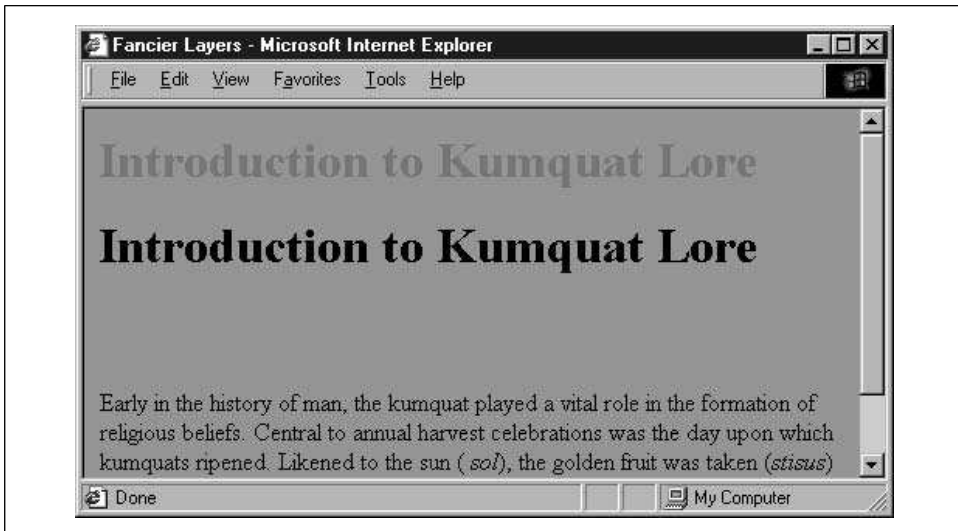 Fancier Layers - Microsoft Internet Explorer
File Edit View Favorites Tools Help
Introduction to Kumquat Lore
Introduction to Kumquat Lore
Early in the history of man, the kumquat played a vital role in the formation of
religious beliefs. Central to annual harvest celebrations was the day upon which
kumquats ripened. Likened to the sun ( sol), the golden fruit was taken (stisus)
Done My Computer